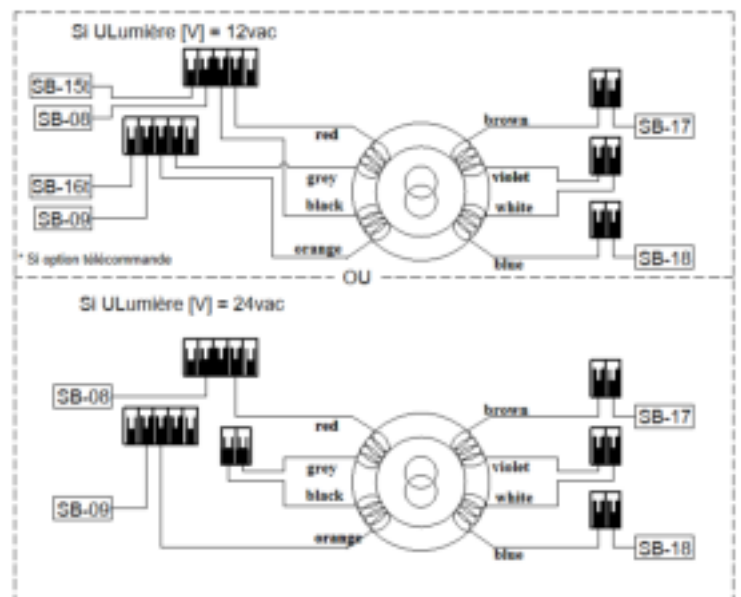 Si ULumière [V] = 12vac
SB-15t
SB-08
SB-16t
SB-09
red
grey
black
orange
brown
violet
white
blue
SB-17
SB-18
* Si option télécommande
OU
Si ULumière [V] = 24vac
SB-08
SB-09
red
grey
black
orange
brown
violet
white
blue
SB-17
SB-18